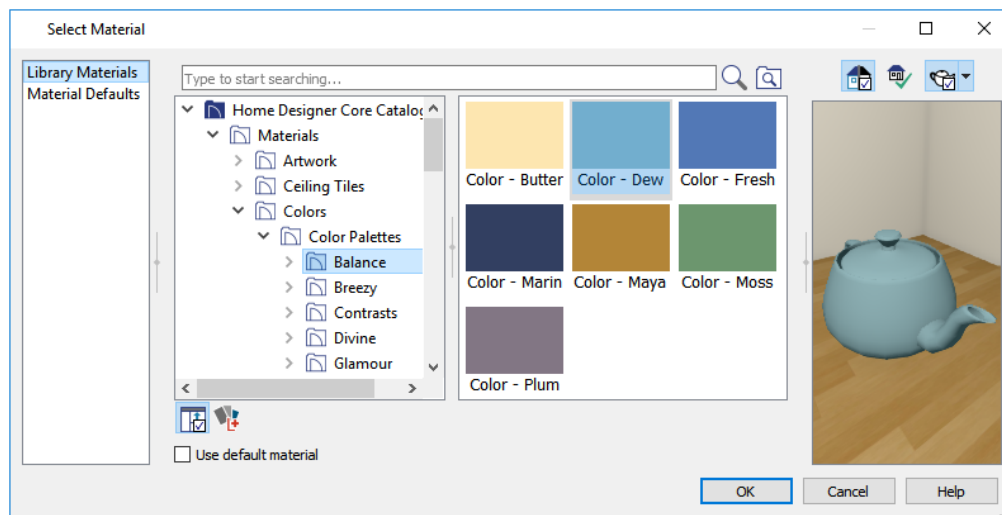 Select Material
Library Materials
Material Defaults
Type to start searching...
Home Designer Core Catalog
Materials
Artwork
Ceiling Tiles
Colors
Color Palettes
Balance
Breezy
Contrasts
Divine
Glamour
Color - Butter Color - Dew Color - Fresh
Color - Marin Color - Maya Color - Moss
Color - Plum
Use default material
OK Cancel Help